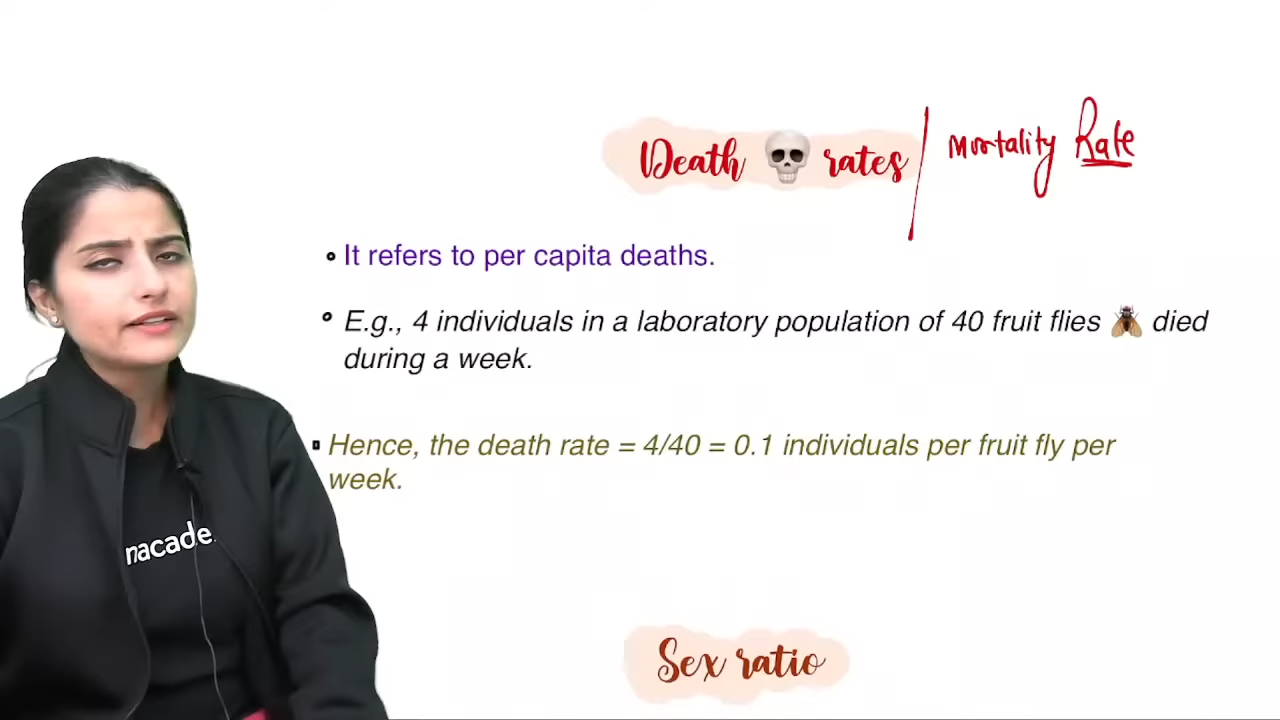 Death 💀 rates / Mortality Rate
It refers to per capita deaths.
E.g., 4 individuals in a laboratory population of 40 fruit flies 🪰 died
during a week.
Hence, the death rate = 4/40 = 0.1 individuals per fruit fly per
week.
nacade
Sex ratio